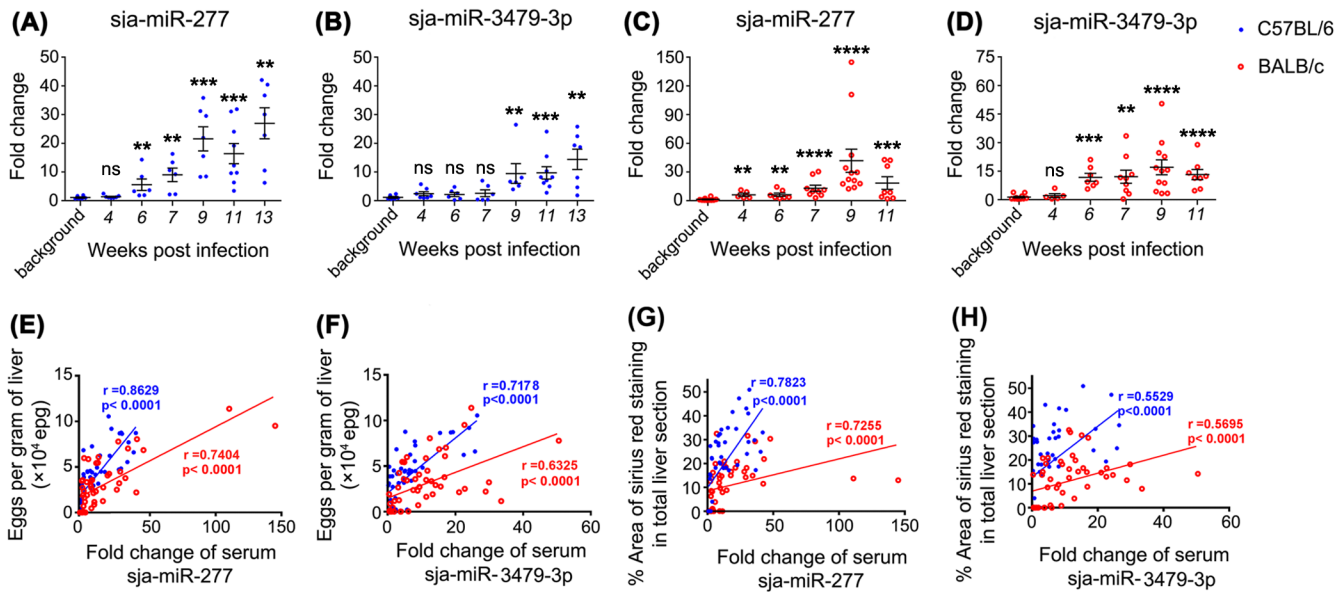 (A) sja-miR-277
Fold change
50
40
30
20
10
0
ns
**
**
***
***
**
background 4 6 7 9 11 13
Weeks post infection
(B) sja-miR-3479-3p
Fold change
50
40
30
20
10
0
ns
ns
ns
**
***
**
background 4 6 7 9 11 13
Weeks post infection
(C) sja-miR-277
Fold change
150
120
90
60
30
0
**
**
****
****
***
background 4 6 7 9 11
Weeks post infection
(D) sja-miR-3479-3p
Fold change
75
60
45
30
15
0
ns
***
**
****
****
background 4 6 7 9 11
Weeks post infection
C57BL/6
BALB/c
(E)
Eggs per gram of liver
(×10⁴ epg)
15
10
5
0
r =0.8629
p< 0.0001
r =0.7404
p< 0.0001
0 50 100 150
Fold change of serum
sja-miR-277
(F)
Eggs per gram of liver
(×10⁴ epg)
15
10
5
0
r =0.7178
p<0.0001
r =0.6325
p< 0.0001
0 20 40 60
Fold change of serum
sja-miR-3479-3p
(G)
% Area of sirius red staining
in total liver section
50
40
30
20
10
0
r =0.7823
p<0.0001
r =0.7255
p< 0.0001
0 50 100 150
Fold change of serum
sja-miR-277
(H)
% Area of sirius red staining
in total liver section
50
40
30
20
10
0
r =0.5529
p<0.0001
r =0.5695
p< 0.0001
0 20 40 60
Fold change of serum
sja-miR-3479-3p